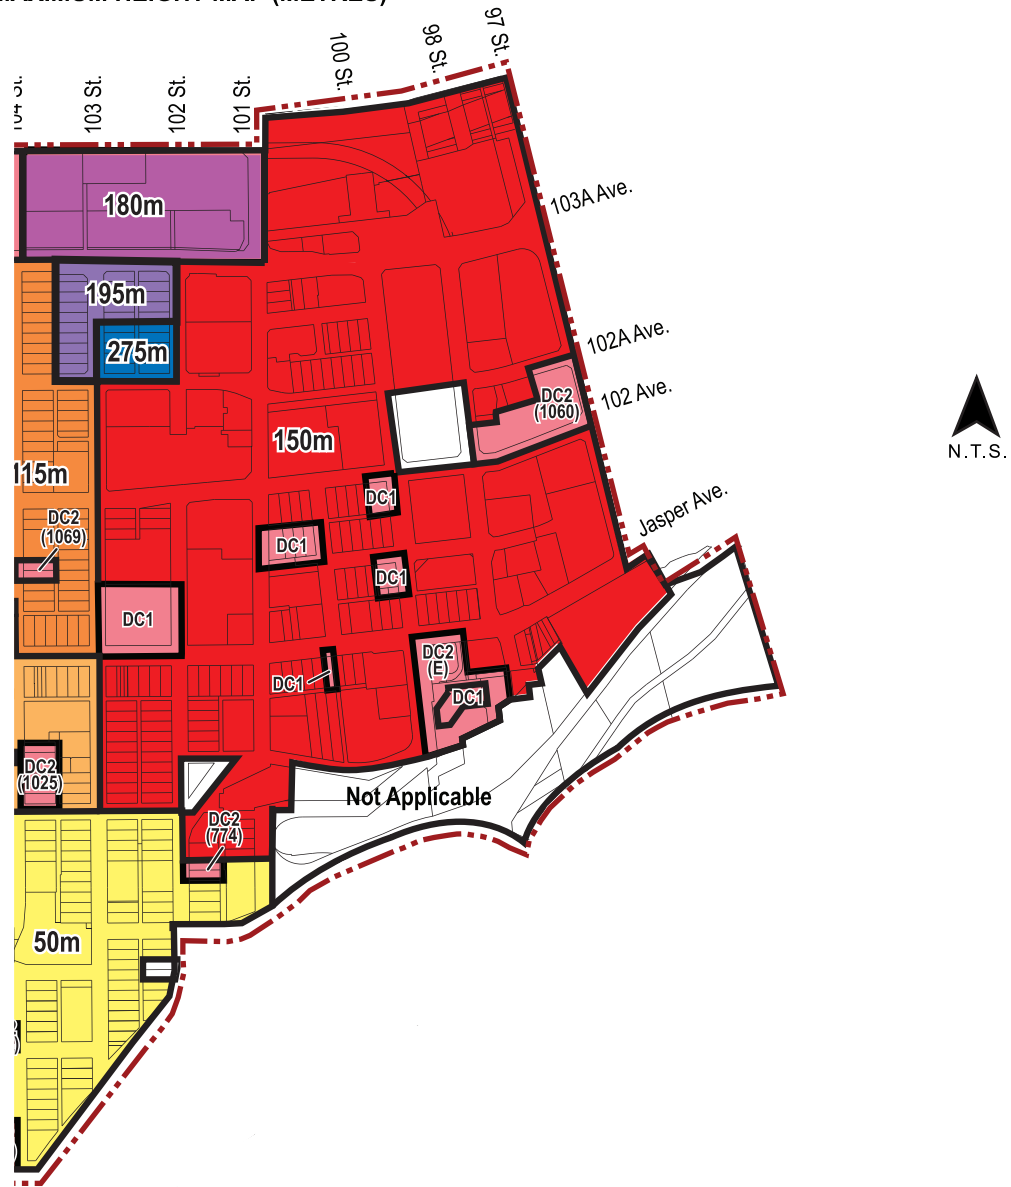 97 St.
98 St.
100 St.
101 St.
102 St.
103 St.
103A Ave.
180m
195m
275m
102A Ave.
102 Ave.
DC2
(1060)
150m
N.T.S.
115m
DC1
Jasper Ave.
DC2
(1069)
DC1
DC1
DC1
DC2
(E)
DC1
DC1
DC2
(1025)
Not Applicable
DC2
(774)
50m